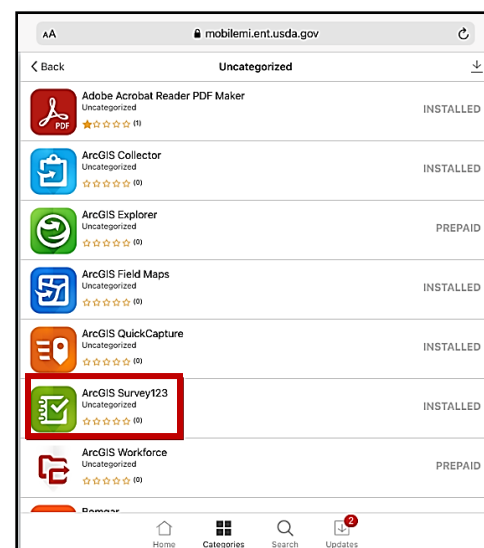 AA
mobilemi.ent.usda.gov
Back
Uncategorized
Adobe Acrobat Reader PDF Maker
Uncategorized
(1)
PDF
INSTALLED
ArcGIS Collector
Uncategorized
(0)
INSTALLED
ArcGIS Explorer
Uncategorized
(0)
PREPAID
ArcGIS Field Maps
Uncategorized
(0)
INSTALLED
ArcGIS QuickCapture
Uncategorized
(0)
INSTALLED
ArcGIS Survey123
Uncategorized
(0)
INSTALLED
ArcGIS Workforce
Uncategorized
(0)
PREPAID
Bomgar
Home
Categories
Search
2
Updates